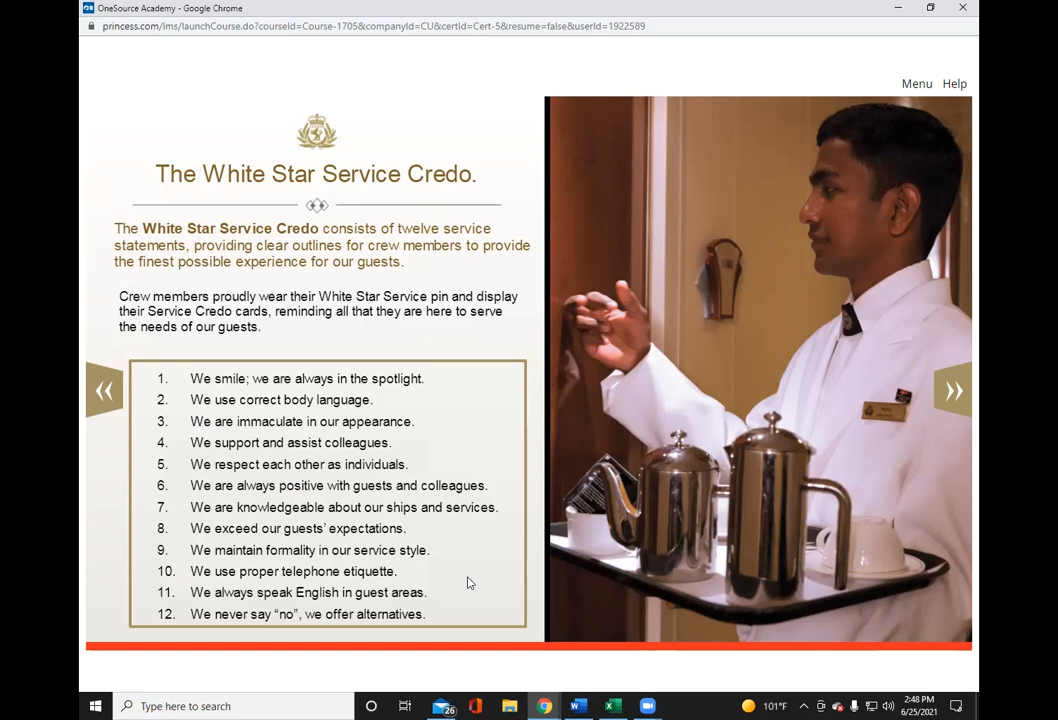 OneSource Academy - Google Chrome
princess.com/lms/launchCourse.do?courseId=Course-1705&companyId=CU&certId=Cert-5&resume=false&userId=1922589
Menu Help
The White Star Service Credo.
The White Star Service Credo consists of twelve service
statements, providing clear outlines for crew members to provide
the finest possible experience for our guests.
Crew members proudly wear their White Star Service pin and display
their Service Credo cards, reminding all that they are here to serve
the needs of our guests.
1. We smile; we are always in the spotlight.
2. We use correct body language.
3. We are immaculate in our appearance.
4. We support and assist colleagues.
5. We respect each other as individuals.
6. We are always positive with guests and colleagues.
7. We are knowledgeable about our ships and services.
8. We exceed our guests’ expectations.
9. We maintain formality in our service style.
10. We use proper telephone etiquette.
11. We always speak English in guest areas.
12. We never say “no”, we offer alternatives.
Type here to search
26
101°F
2:48 PM
6/25/2021